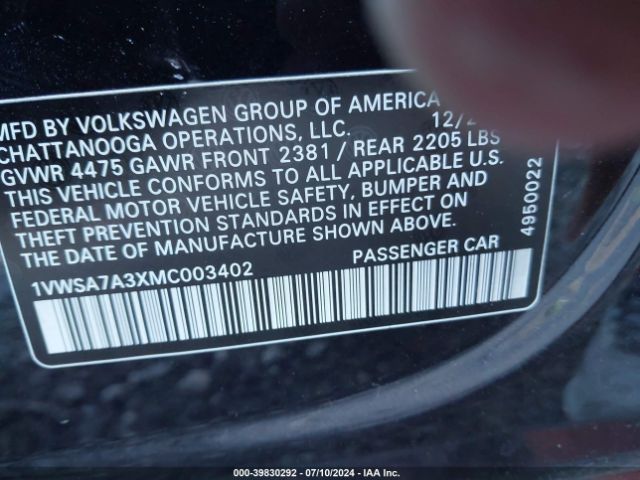 MFD BY VOLKSWAGEN GROUP OF AMERICA
CHATTANOOGA OPERATIONS, LLC. 12/2
GVWR 4475 GAWR FRONT 2381 / REAR 2205 LBS
THIS VEHICLE CONFORMS TO ALL APPLICABLE U.S.
FEDERAL MOTOR VEHICLE SAFETY, BUMPER AND
THEFT PREVENTION STANDARDS IN EFFECT ON
THE DATE OF MANUFACTURE SHOWN ABOVE.
1VWSA7A3XMC003402 PASSENGER CAR
4950022
000-39830292 - 07/10/2024 - IAA Inc.